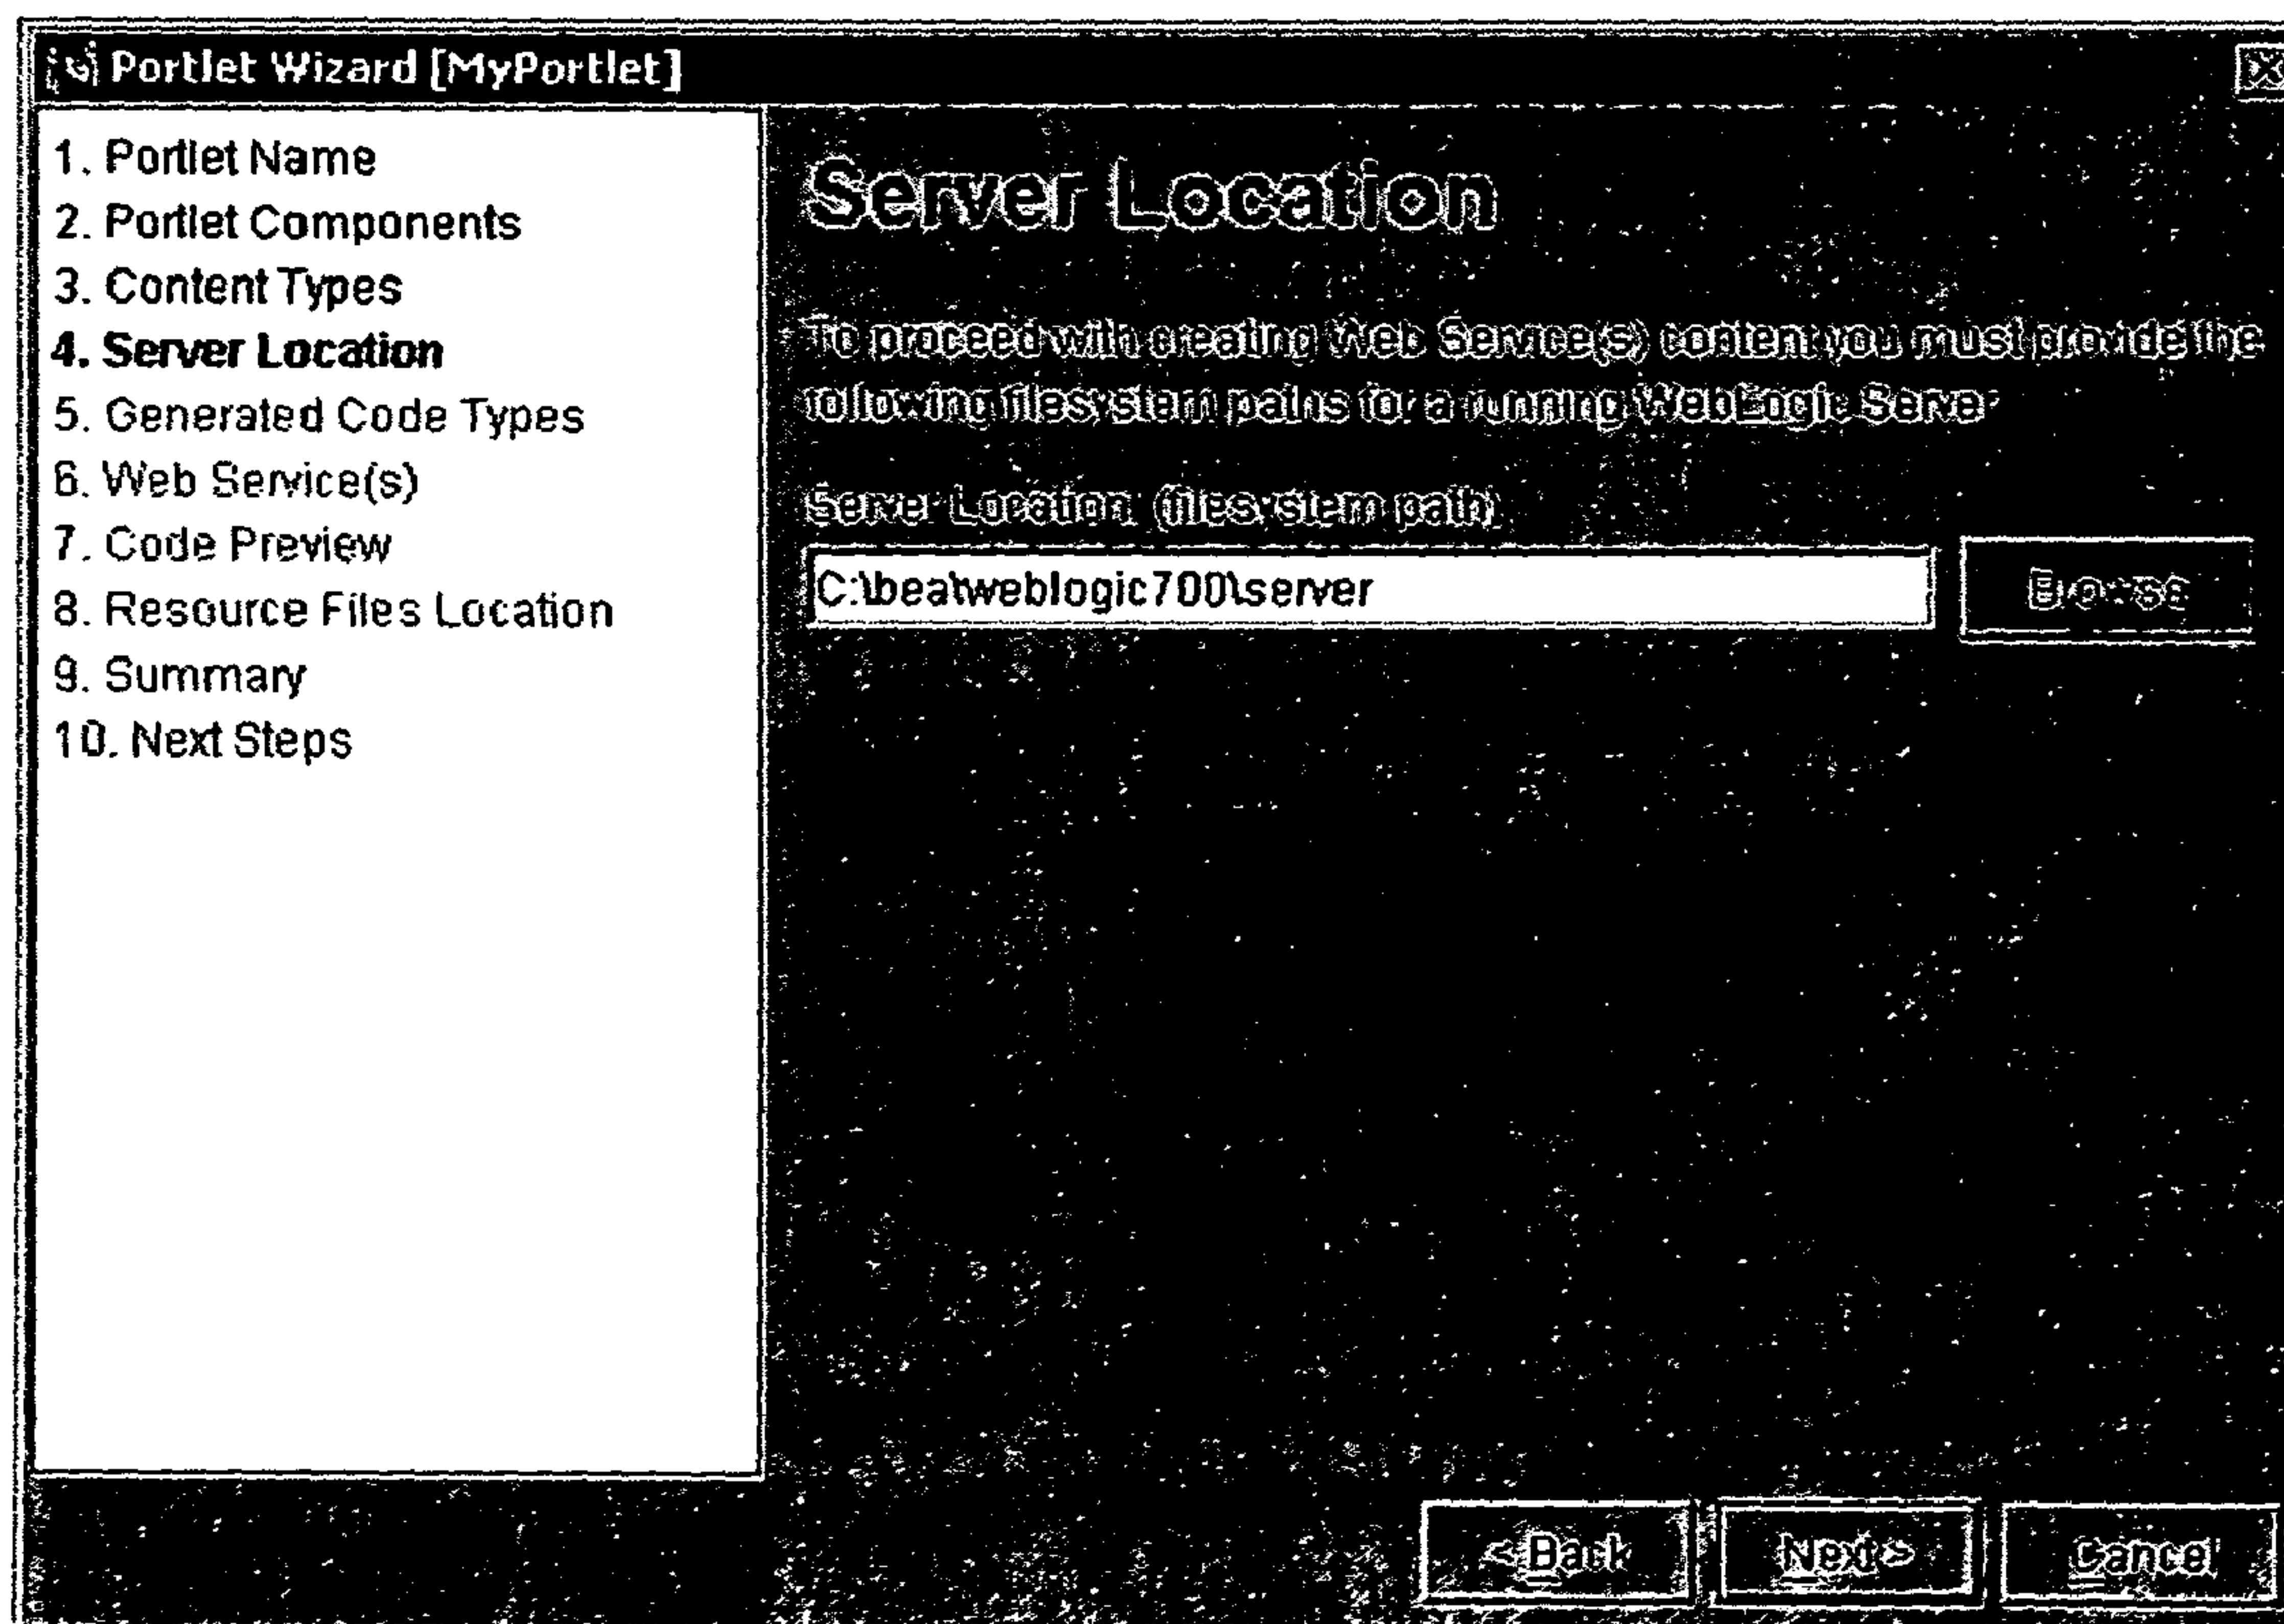 Portlet Wizard [MyPortlet]
1. Portlet Name
2. Portlet Components
3. Content Types
4. Server Location
5. Generated Code Types
6. Web Service(s)
7. Code Preview
8. Resource Files Location
9. Summary
10. Next Steps
Server Location
To proceed with creating Web Service(s) content you must provide the
following filesystem paths for a running WebLogic Server
Server Location (filesystem path)
C:\bea\weblogic700\server
Browse
< Back
Next >
Cancel